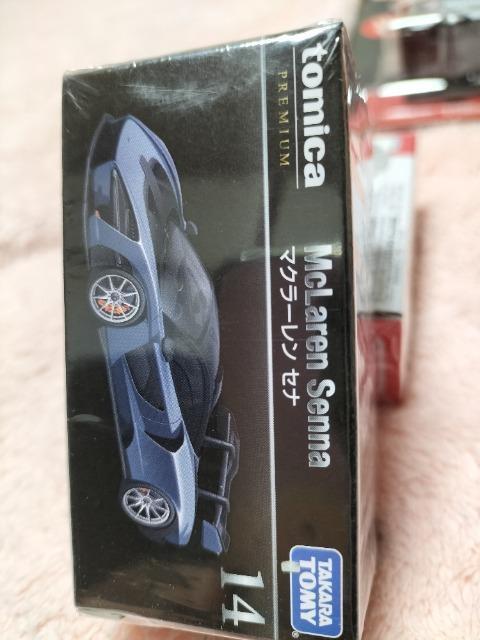 tomica
PREMIUM
McLaren Senna
マクラーレン セナ
14
TAKARA
TOMY